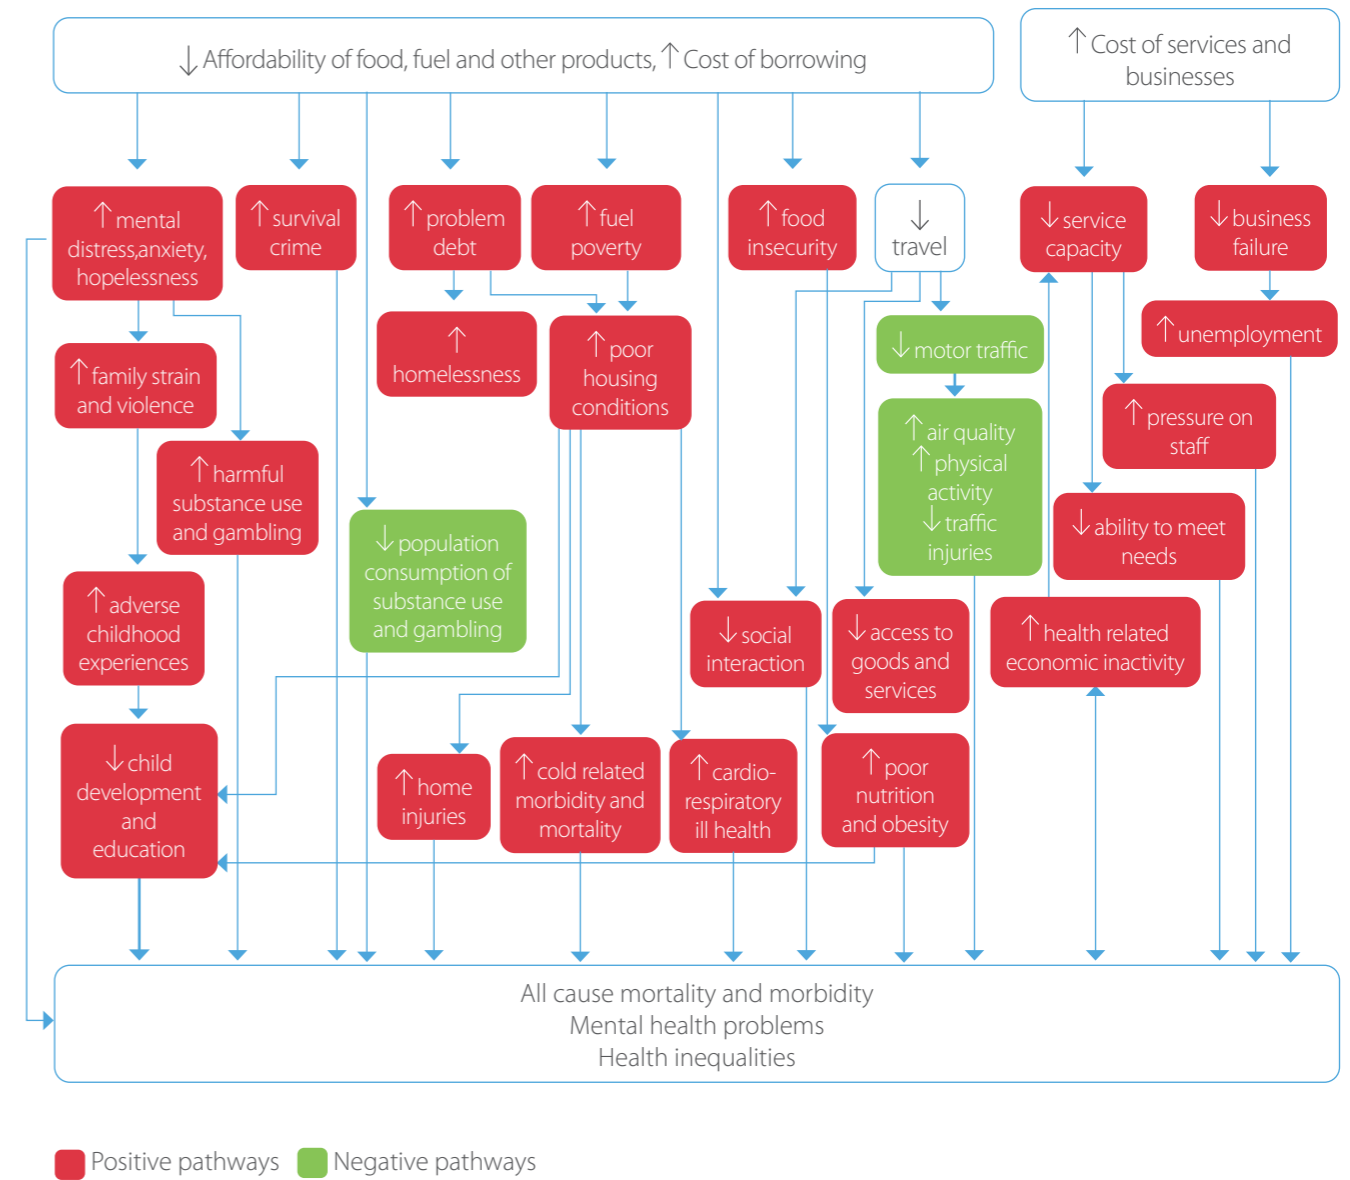 ↓ Affordability of food, fuel and other products, ↑ Cost of borrowing
↑ Cost of services and
businesses
↑ mental
distress,anxiety,
hopelessness
↑ survival
crime
↑ problem
debt
↑ fuel
poverty
↑ food
insecurity
↓
travel
↓ service
capacity
↓ business
failure
↑
homelessness
↑ poor
housing
conditions
↓ motor traffic
↑ unemployment
↑ family strain
and violence
↑ air quality
↑ physical
activity
↓ traffic
injuries
↑ pressure on
staff
↑ harmful
substance use
and gambling
↓ population
consumption of
substance use
and gambling
↓ ability to meet
needs
↑ adverse
childhood
experiences
↓ social
interaction
↓ access to
goods and
services
↑ health related
economic inactivity
↓ child
development
and
education
↑ home
injuries
↑ cold related
morbidity and
mortality
↑ cardio-
respiratory
ill health
↑ poor
nutrition
and obesity
All cause mortality and morbidity
Mental health problems
Health inequalities
Positive pathways
Negative pathways